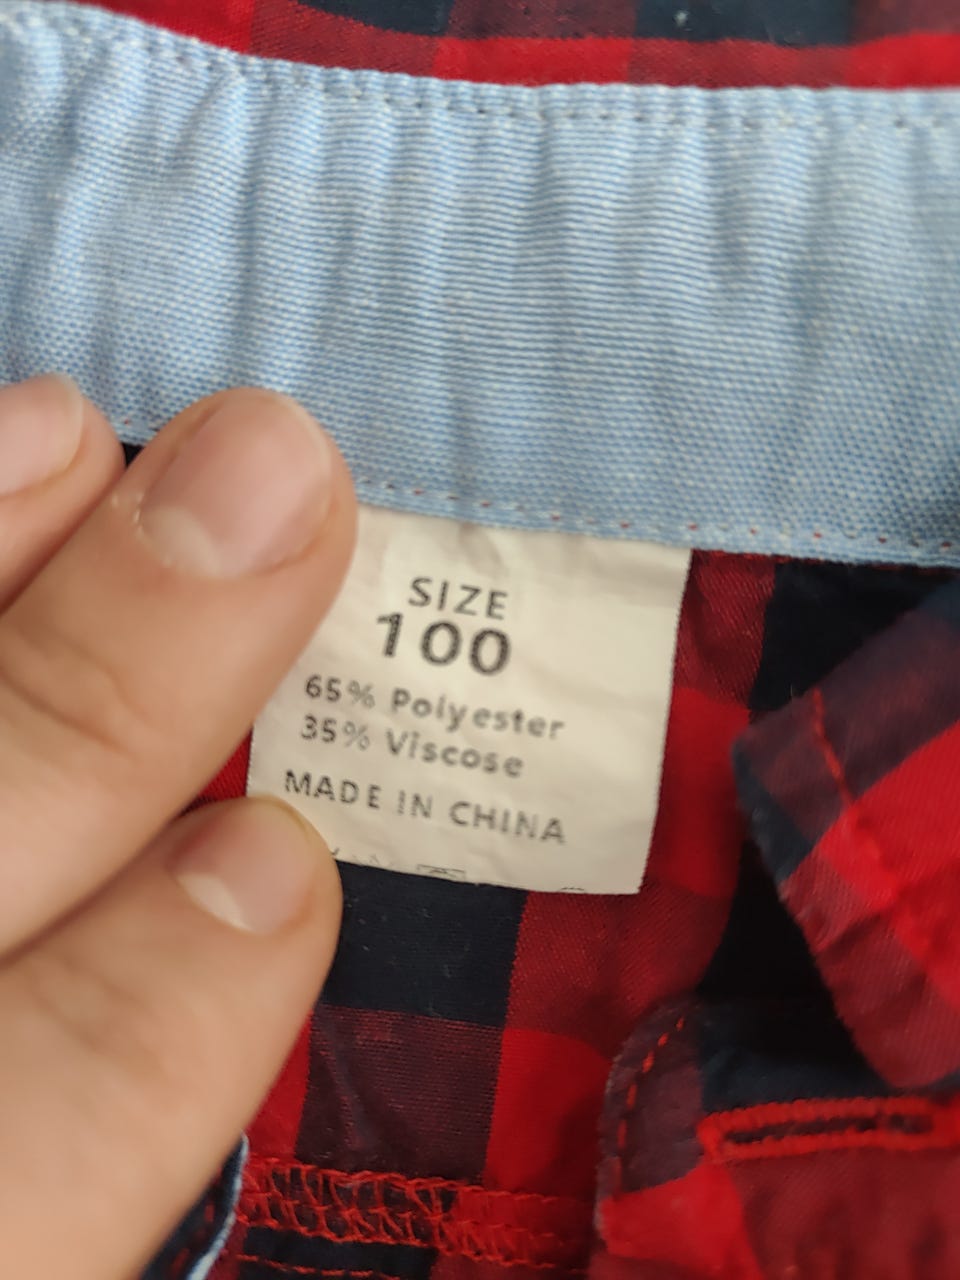 SIZE
100
65% Polyester
35% Viscose
MADE IN CHINA